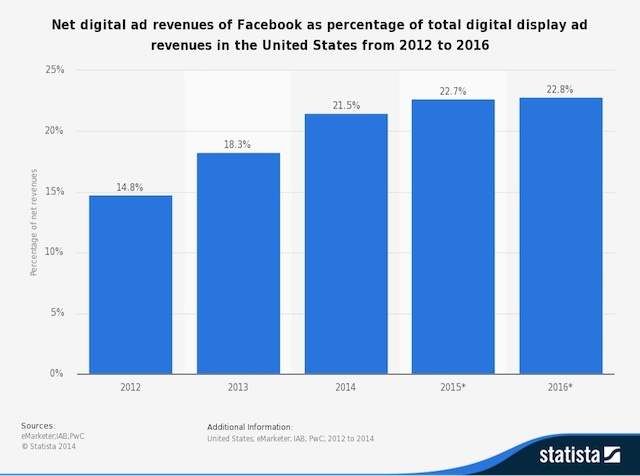 Net digital ad revenues of Facebook as percentage of total digital display ad
revenues in the United States from 2012 to 2016
25%
20%
15%
10%
5%
0%
Percentage of net revenues
14.8%
18.3%
21.5%
22.7%
22.8%
2012
2013
2014
2015*
2016*
Sources:
eMarketer;IAB;PwC
© Statista 2014
Additional Information:
United States; eMarketer; IAB; PwC; 2012 to 2014
statista